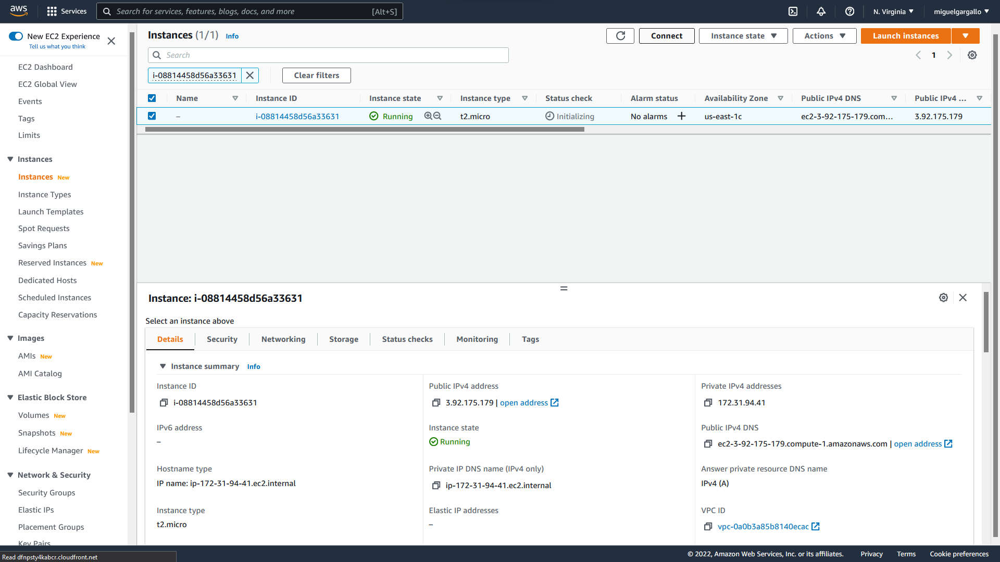 aws
Services
Search for services, features, blogs, docs, and more
[Alt+S]
N. Virginia
miguelgargallo
New EC2 Experience
Tell us what you think
EC2 Dashboard
EC2 Global View
Events
Tags
Limits
Instances
Instances New
Instance Types
Launch Templates
Spot Requests
Savings Plans
Reserved Instances New
Dedicated Hosts
Scheduled Instances
Capacity Reservations
Images
AMIs New
AMI Catalog
Elastic Block Store
Volumes New
Snapshots New
Lifecycle Manager New
Network & Security
Security Groups
Elastic IPs
Placement Groups
Key Pairs
Read dfnpsty4kabcr.cloudfront.net
Instances (1/1) Info
Connect
Instance state
Actions
Launch instances
Search
1
i-08814458d56a33631
Clear filters
Name Instance ID Instance state Instance type Status check Alarm status Availability Zone Public IPv4 DNS Public IPv4 ...
– i-08814458d56a33631 Running t2.micro Initializing No alarms + us-east-1c ec2-3-92-175-179.com... 3.92.175.179
Instance: i-08814458d56a33631
Select an instance above
Details Security Networking Storage Status checks Monitoring Tags
Instance summary Info
Instance ID
i-08814458d56a33631
Public IPv4 address
3.92.175.179 | open address
Private IPv4 addresses
172.31.94.41
IPv6 address
–
Instance state
Running
Public IPv4 DNS
ec2-3-92-175-179.compute-1.amazonaws.com | open address
Hostname type
IP name: ip-172-31-94-41.ec2.internal
Private IP DNS name (IPv4 only)
ip-172-31-94-41.ec2.internal
Answer private resource DNS name
IPv4 (A)
Instance type
t2.micro
Elastic IP addresses
–
VPC ID
vpc-0a0b3a85b8140ecac
© 2022, Amazon Web Services, Inc. or its affiliates. Privacy Terms Cookie preferences